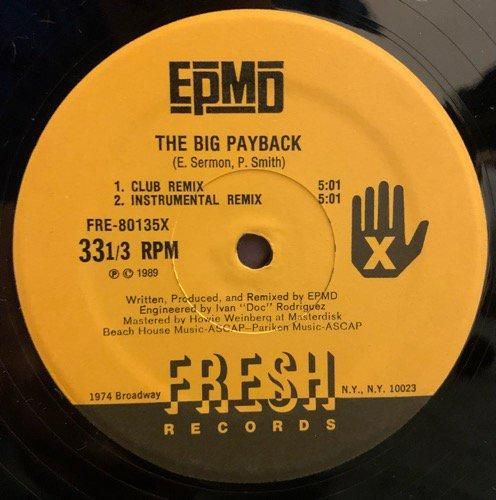 EPMD
THE BIG PAYBACK
(E. Sermon, P. Smith)
1. CLUB REMIX 5:01
2. INSTRUMENTAL REMIX 5:01
FRE-80135X
33 1/3 RPM
X
℗ © 1989
Written, Produced, and Remixed by EPMD
Engineered by Ivan "Doc" Rodriguez
Mastered by Howie Weinberg at Masterdisk
Beach House Music-ASCAP–Pariken Music-ASCAP
1974 Broadway FRESH N.Y., N.Y. 10023
RECORDS